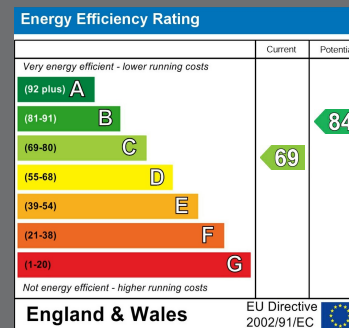 Energy Efficiency Rating
Current Potentia
Very energy efficient - lower running costs
(92 plus) A
(81-91) B
84
(69-80) C
69
(55-68) D
(39-54) E
(21-38) F
(1-20) G
Not energy efficient - higher running costs
England & Wales
EU Directive
2002/91/EC